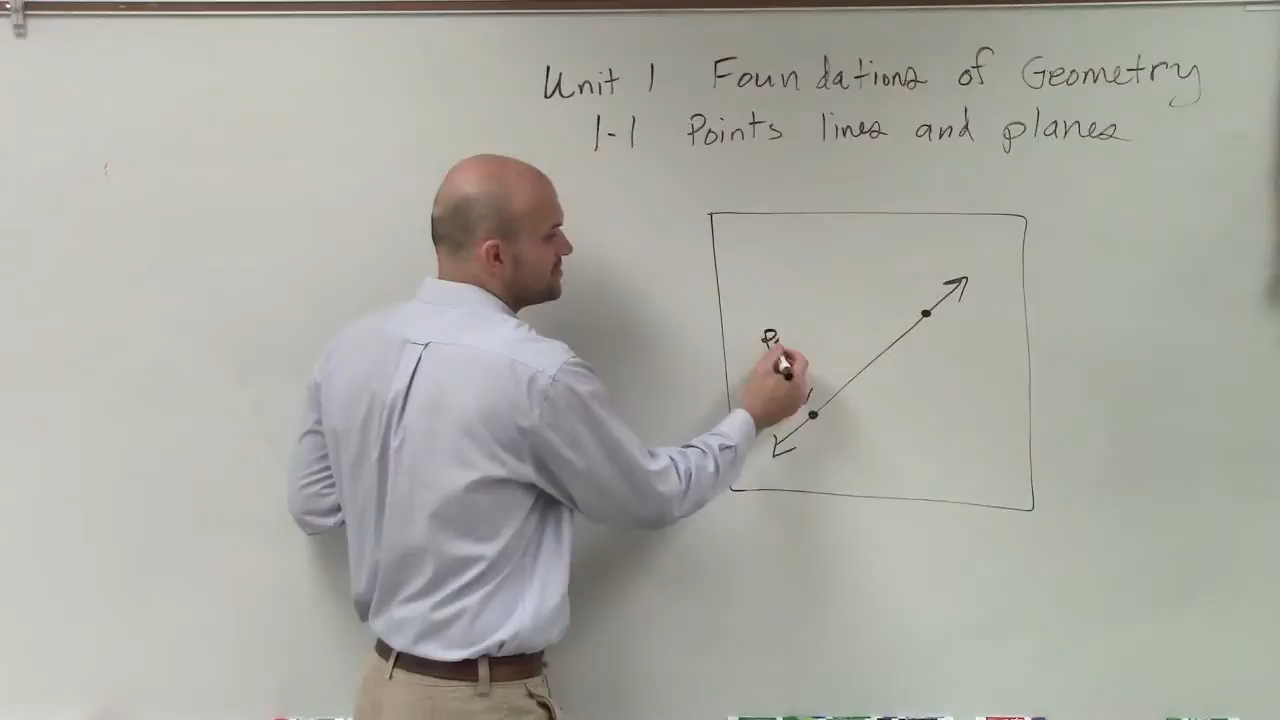 Unit 1 Foundations of Geometry
1-1 Points lines and planes
P